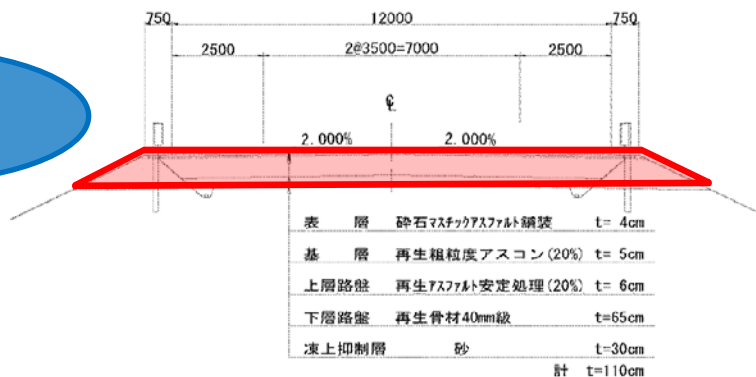 750 12000 750
2500 2@3500=7000 2500
℄
2.000% 2.000%
表 層 砕石マスチックアスファルト舗装 t= 4cm
基 層 再生粗粒度アスコン(20%) t= 5cm
上層路盤 再生アスファルト安定処理(20%) t= 6cm
下層路盤 再生骨材40mm級 t=65cm
凍上抑制層 砂 t=30cm
計 t=110cm